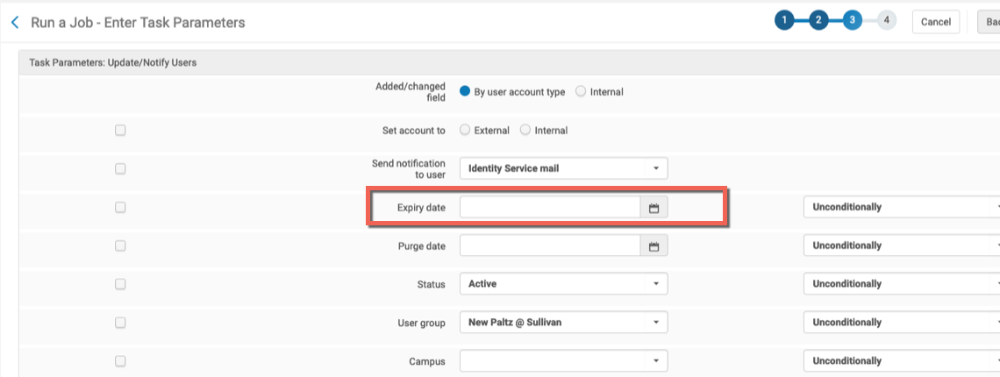 Run a Job - Enter Task Parameters
1 2 3 4
Cancel
Bac
Task Parameters: Update/Notify Users
Added/changed
field
By user account type
Internal
Set account to
External
Internal
Send notification
to user
Identity Service mail
Expiry date
Unconditionally
Purge date
Unconditionally
Status
Active
Unconditionally
User group
New Paltz @ Sullivan
Unconditionally
Campus
Unconditionally